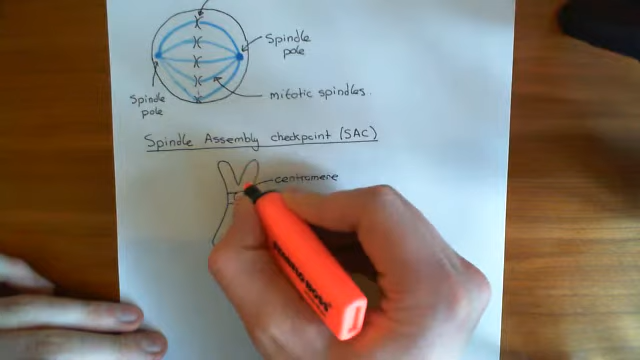 Spindle
pole
mitotic spindles.
Spindle
pole
Spindle Assembly checkpoint (SAC)
centromere